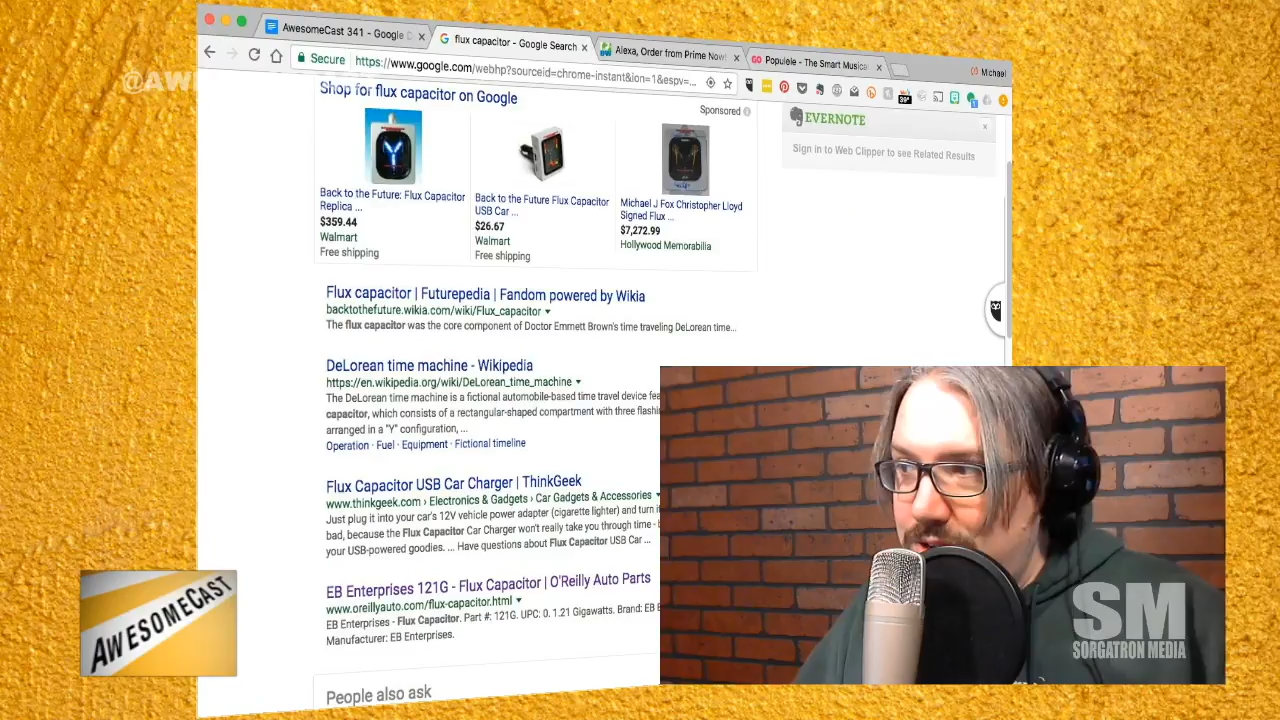 AwesomeCast 341 - Google D
flux capacitor - Google Search
Alexa, Order from Prime Now!
Populele - The Smart Musical
Michael
Secure
https://www.google.com/webhp?sourceid=chrome-instant&ion=1&espv=...
39°
@AW
Shop for flux capacitor on Google
Sponsored
EVERNOTE
Sign in to Web Clipper to see Related Results
Back to the Future: Flux Capacitor
Replica ...
$359.44
Walmart
Free shipping
Back to the Future Flux Capacitor
USB Car ...
$26.67
Walmart
Free shipping
Michael J Fox Christopher Lloyd
Signed Flux ...
$7,272.99
Hollywood Memorabilia
Flux capacitor | Futurepedia | Fandom powered by Wikia
backtothefuture.wikia.com/wiki/Flux_capacitor
The flux capacitor was the core component of Doctor Emmett Brown's time traveling DeLorean time...
DeLorean time machine - Wikipedia
https://en.wikipedia.org/wiki/DeLorean_time_machine
The DeLorean time machine is a fictional automobile-based time travel device fea
capacitor, which consists of a rectangular-shaped compartment with three flashi
arranged in a "Y" configuration, ...
Operation · Fuel · Equipment · Fictional timeline
Flux Capacitor USB Car Charger | ThinkGeek
www.thinkgeek.com › Electronics & Gadgets › Car Gadgets & Accessories
Just plug it into your car's 12V vehicle power adapter (cigarette lighter) and turn it
bad, because the Flux Capacitor Car Charger won't really take you through time - b
your USB-powered goodies. ... Have questions about Flux Capacitor USB Car ...
EB Enterprises 121G - Flux Capacitor | O'Reilly Auto Parts
www.oreillyauto.com/flux-capacitor.html
EB Enterprises - Flux Capacitor. Part #: 121G. UPC: 0. 1.21 Gigawatts. Brand: EB E
Manufacturer: EB Enterprises.
People also ask
AWESOMECAST
SM
SORGATRON MEDIA